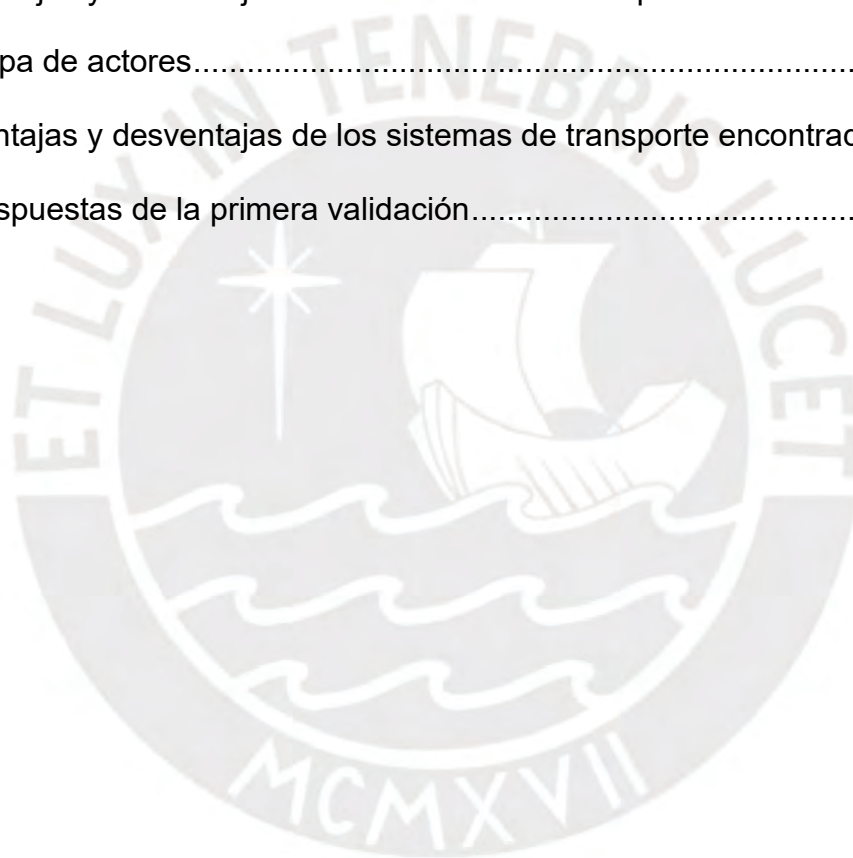 pa de actores
ntajas y desventajas de los sistemas de transporte encontrad
spuestas de la primera validación
ET LUX IN TENEBRIS LUCET
MCMXVII